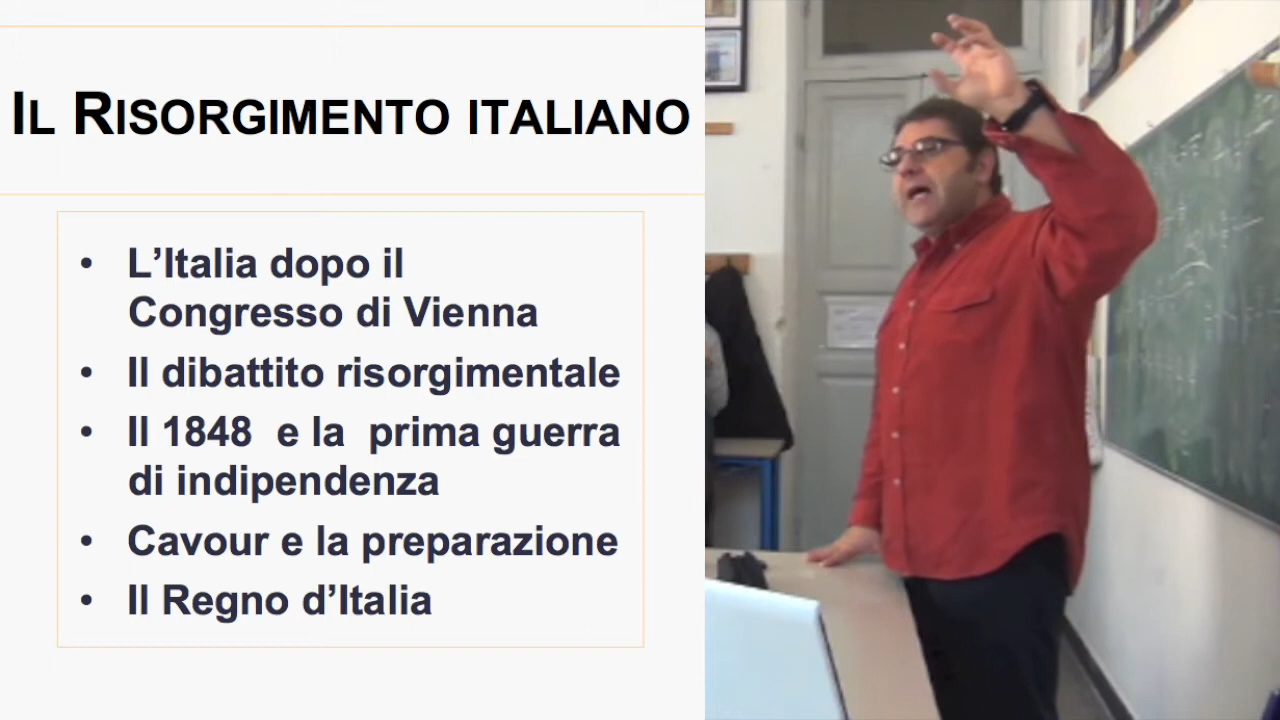 IL RISORGIMENTO ITALIANO
• L’Italia dopo il
Congresso di Vienna
• Il dibattito risorgimentale
• Il 1848 e la prima guerra
di indipendenza
• Cavour e la preparazione
• Il Regno d’Italia